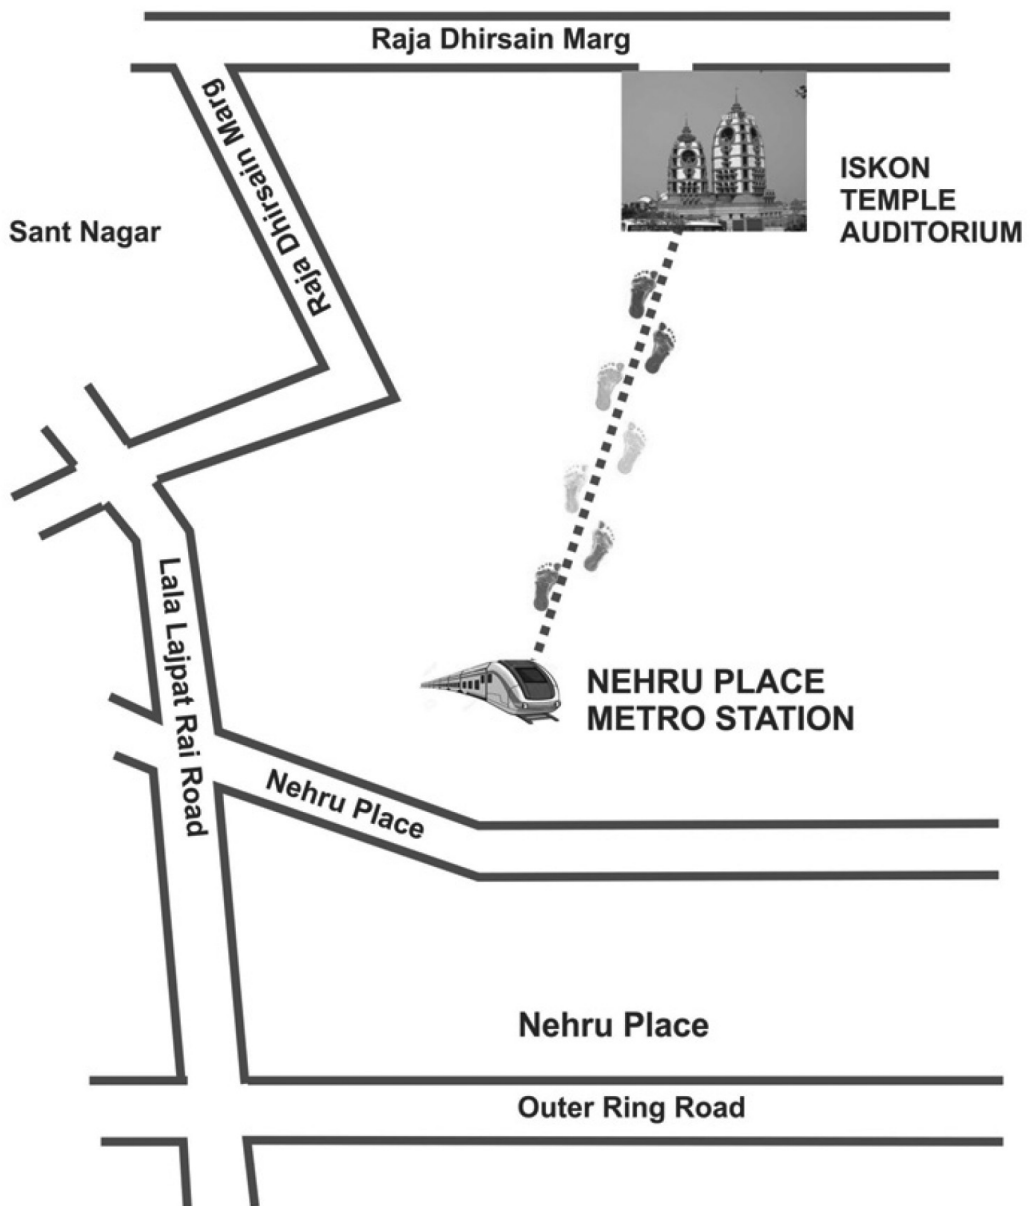 Raja Dhirsain Marg
Raja Dhirsain Marg
ISKON
TEMPLE
AUDITORIUM
Sant Nagar
Lala Lajpat Rai Road
NEHRU PLACE
METRO STATION
Nehru Place
Nehru Place
Outer Ring Road